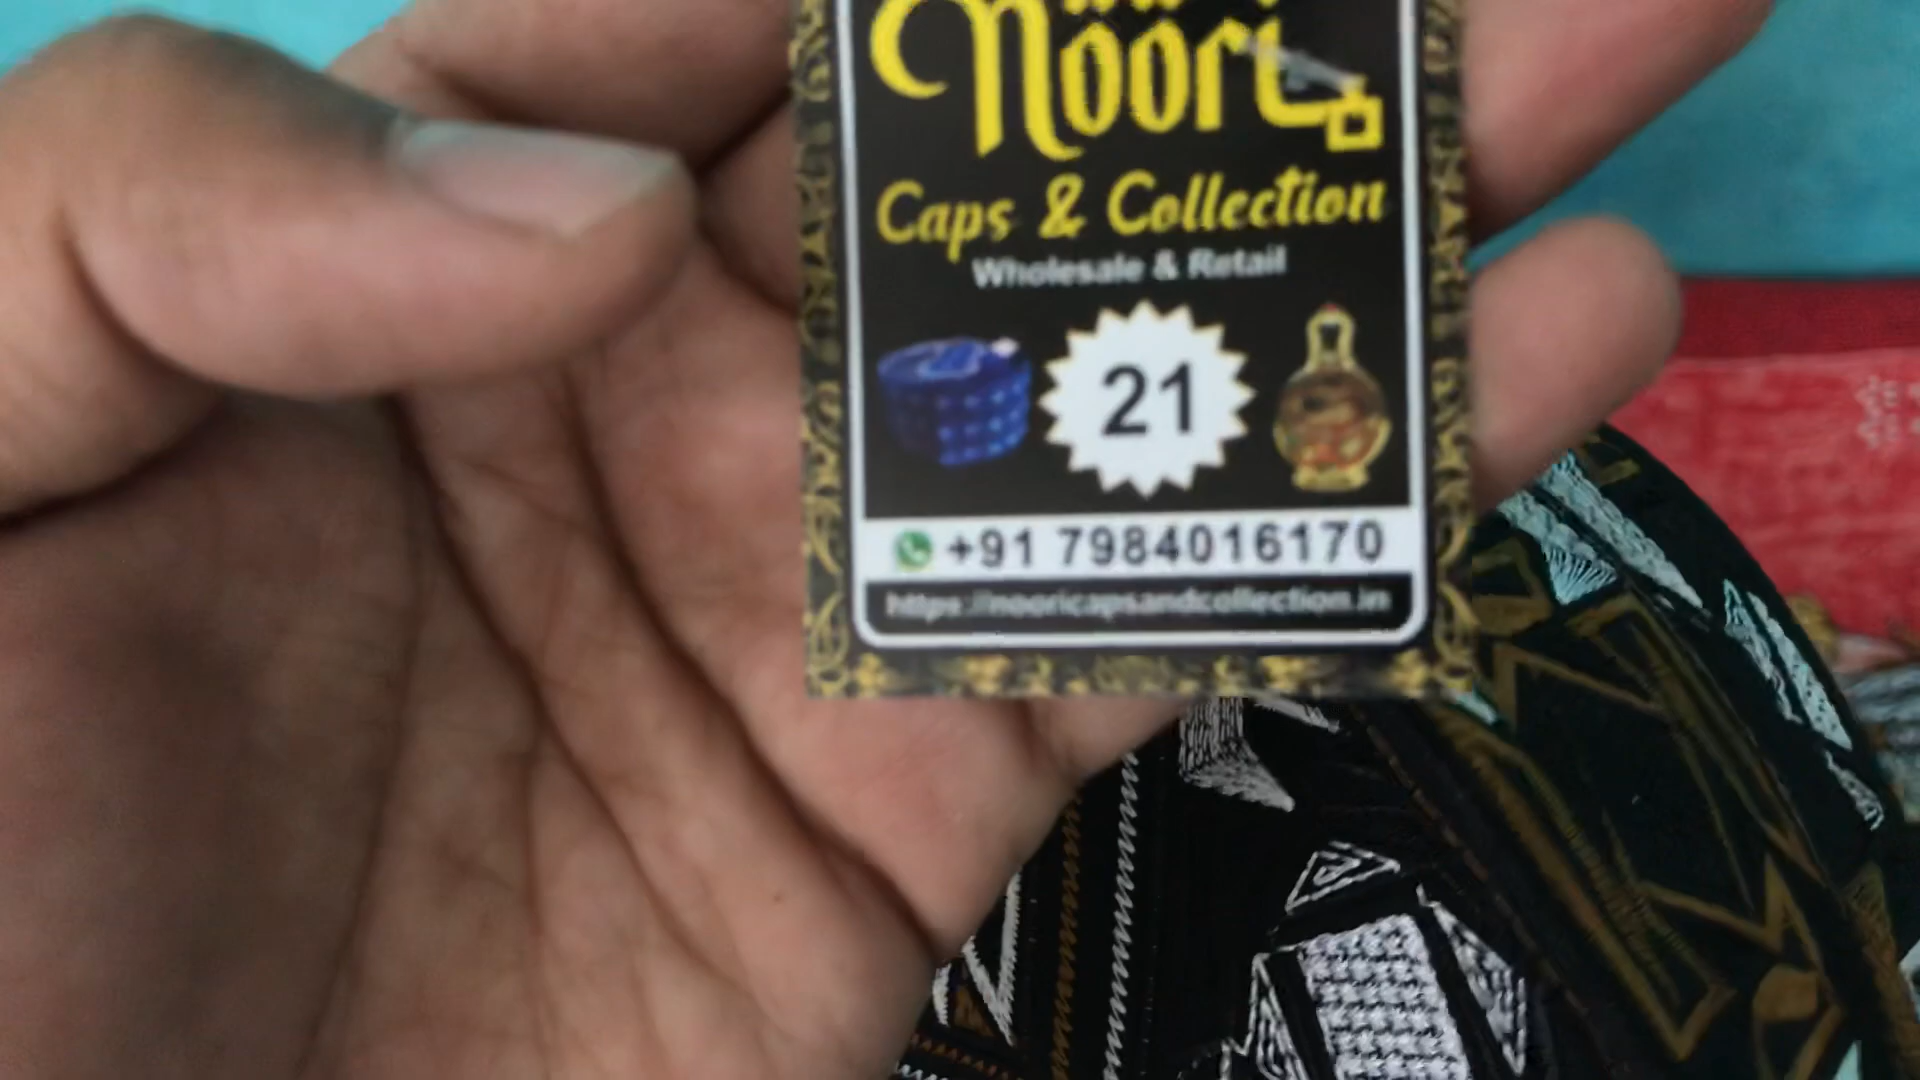 Noori
Caps & Collection
Wholesale & Retail
21
+91 7984016170
https://nooricapsandcollection.in